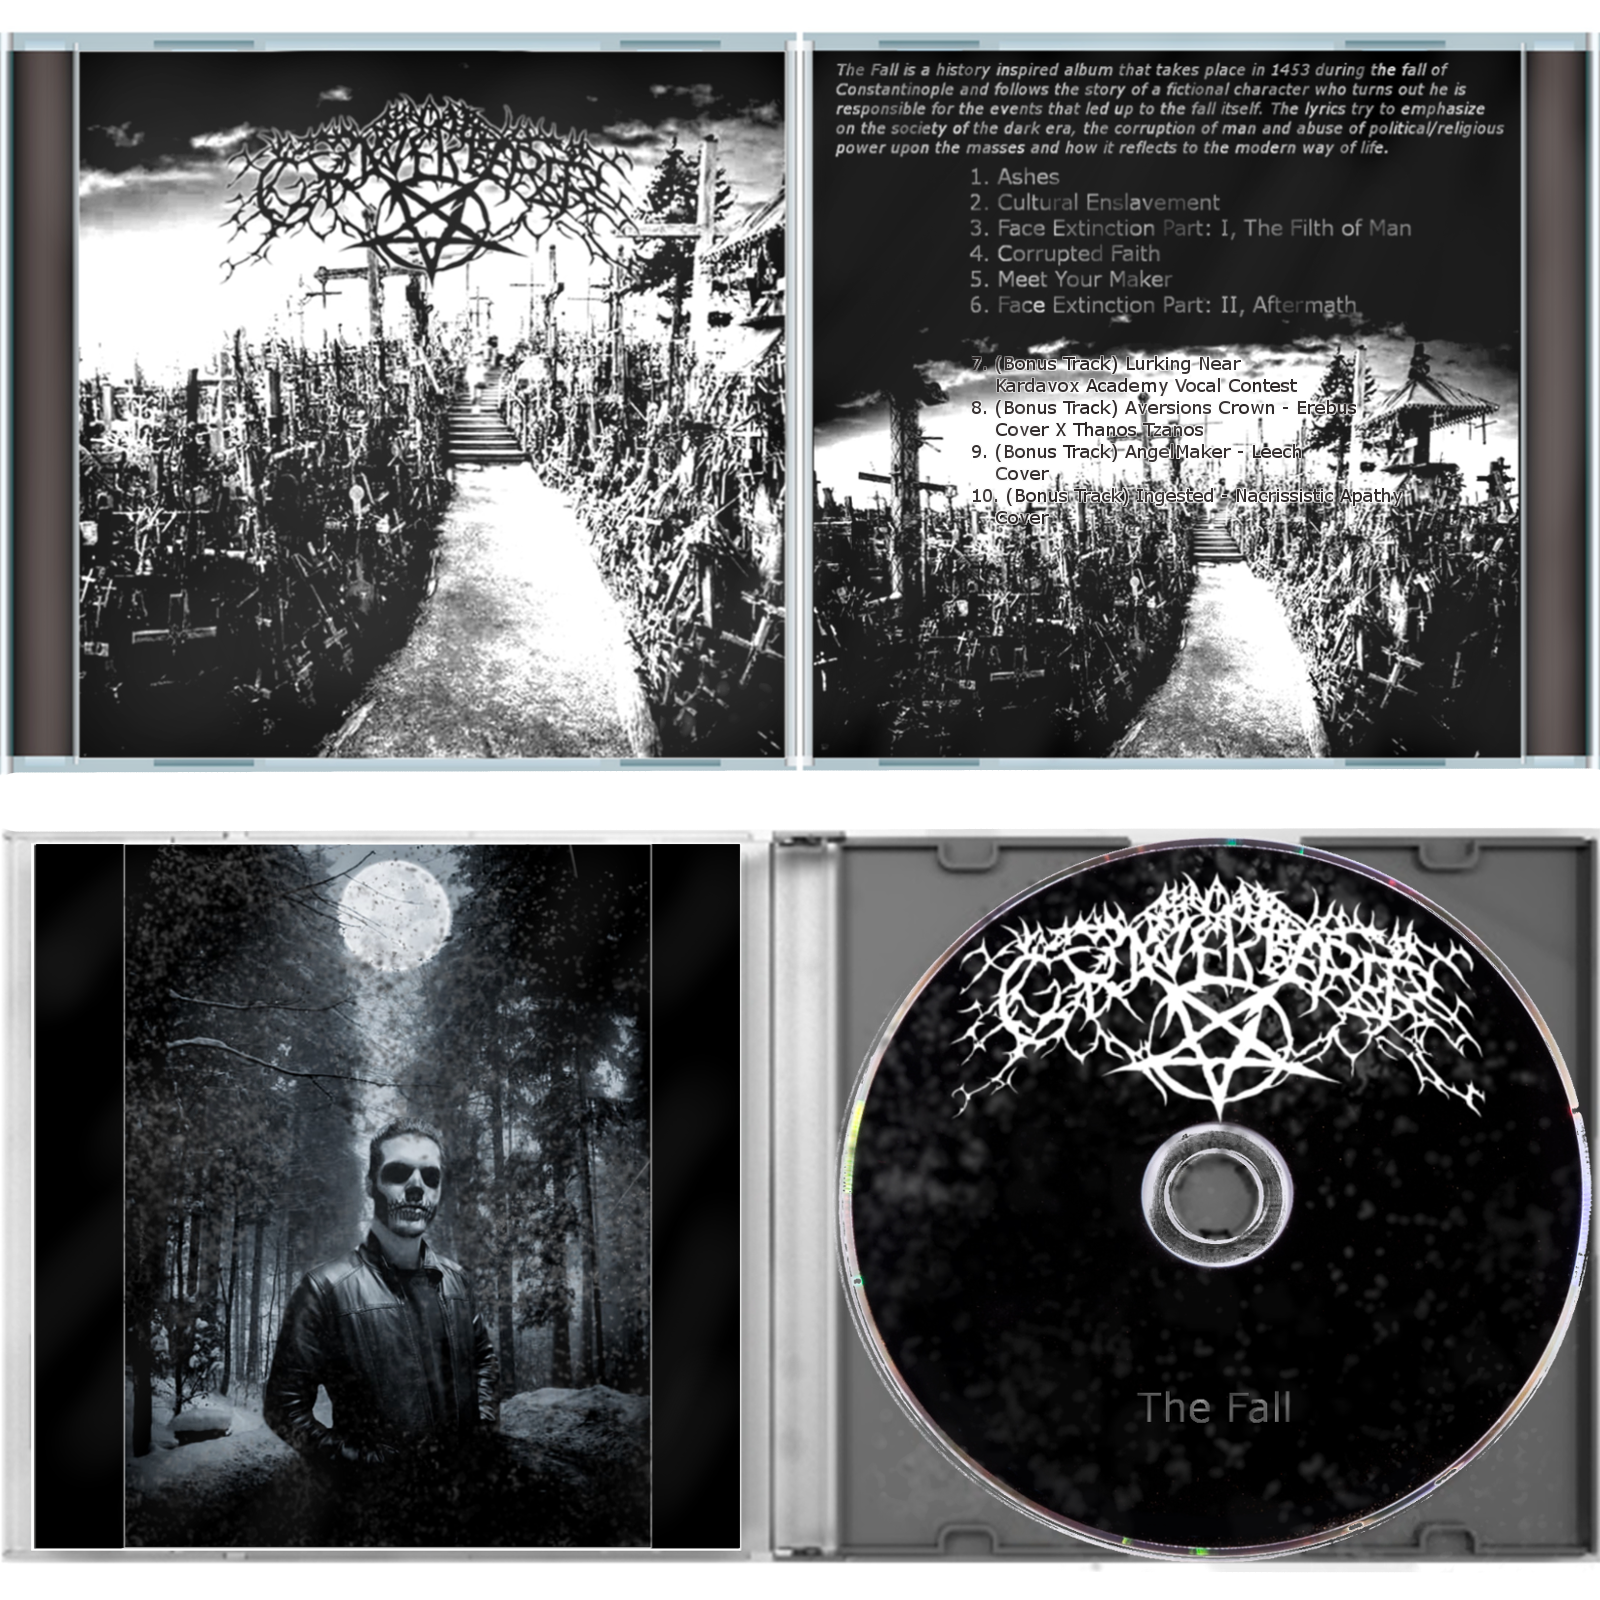 The Fall is a history inspired album that takes place in 1453 during the fall of
Constantinople and follows the story of a fictional character who turns out he is
responsible for the events that led up to the fall itself. The lyrics try to emphasize
on the society of the dark era, the corruption of man and abuse of political/religious
power upon the masses and how it reflects to the modern way of life.
1. Ashes
2. Cultural Enslavement
3. Face Extinction Part: I, The Filth of Man
4. Corrupted Faith
5. Meet Your Maker
6. Face Extinction Part: II, Aftermath
7. (Bonus Track) Lurking Near
Kardavox Academy Vocal Contest
8. (Bonus Track) Aversions Crown - Erebus
Cover X Thanos Tzanos
9. (Bonus Track) AngelMaker - Leech
Cover
10. (Bonus Track) Ingested - Nacrissistic Apathy
Cover
The Fall